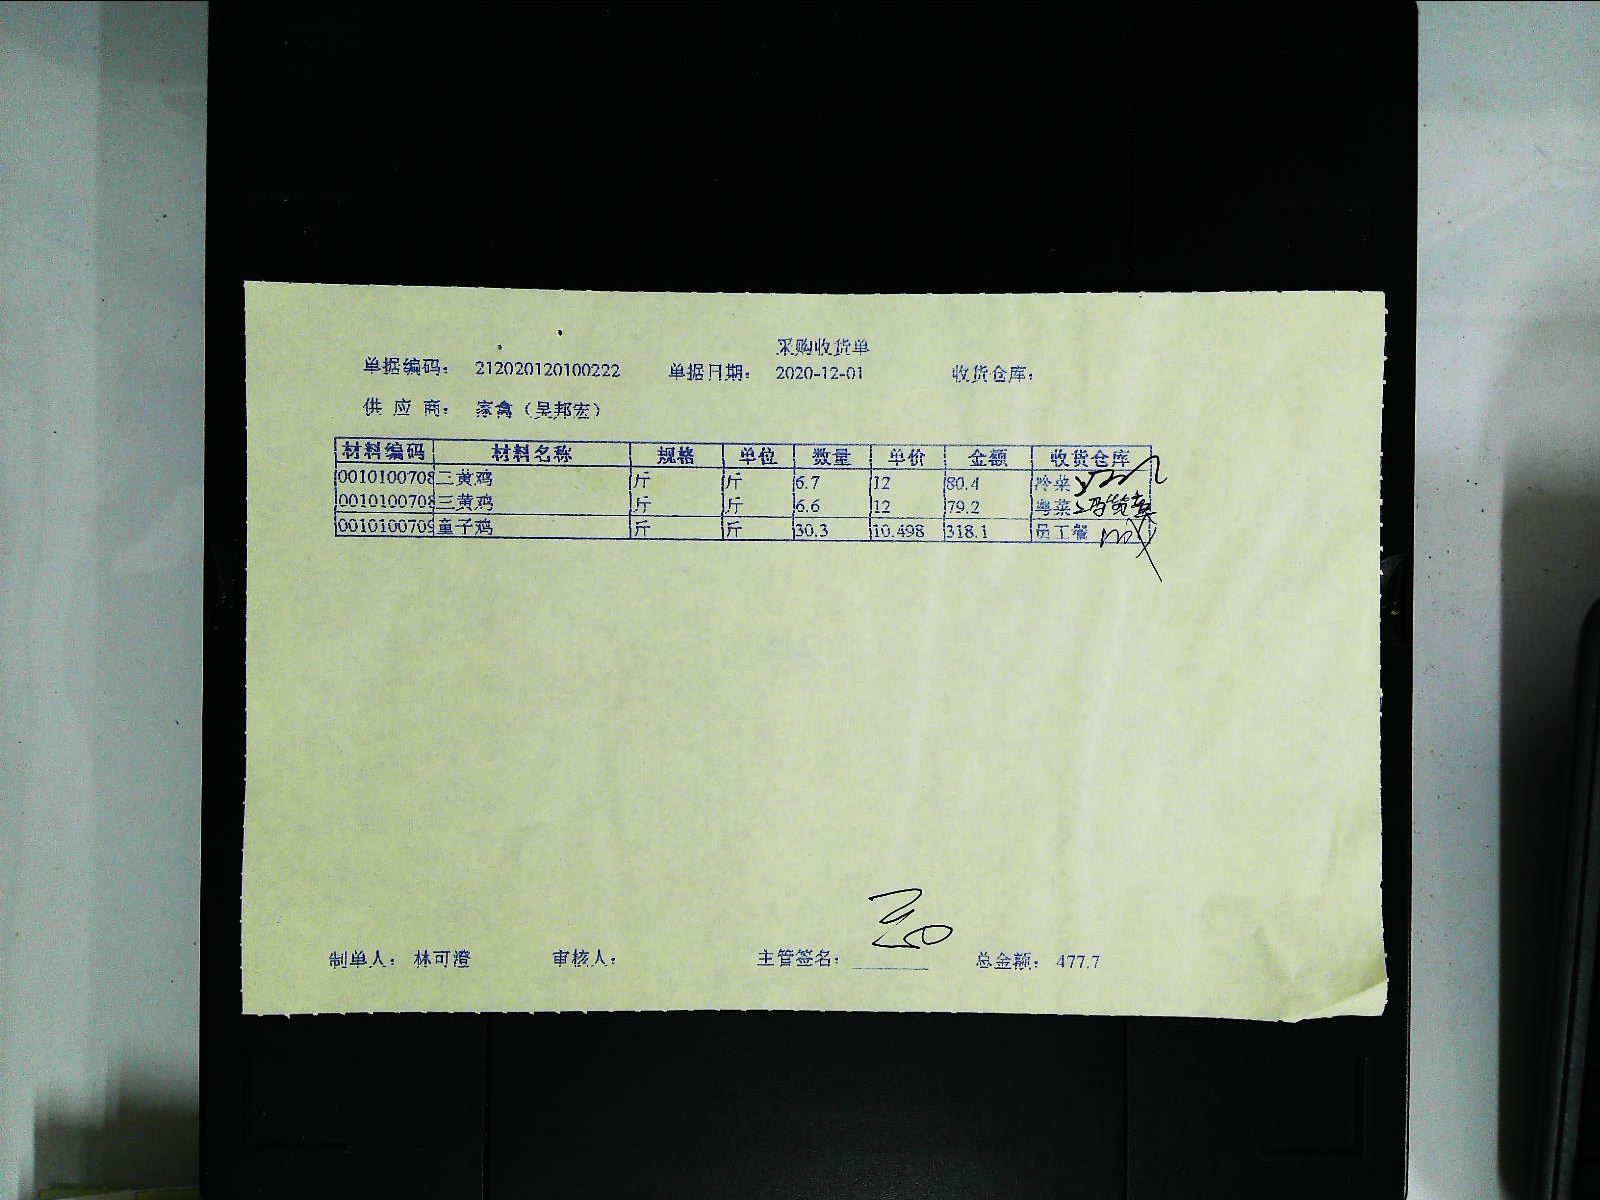 采购收货单
单据编码: 212020120100222 单据日期: 2020-12-01 收货仓库:
供应商: 家禽(吴邦宏)
材料编码 材料名称 规格 单位 数量 单价 金额 收货仓库
0010100708 三黄鸡 斤 斤 6.7 12 80.4 冷菜
0010100708 三黄鸡 斤 斤 6.6 12 79.2 粤菜
0010100709 童子鸡 斤 斤 30.3 10.498 318.1 员工餐
制单人: 林可澄 审核人: 主管签名: 总金额: 477.7